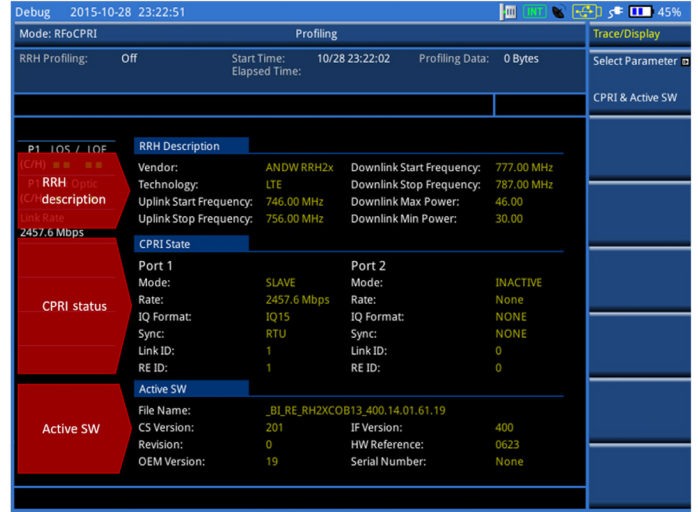 Debug 2015-10-28 23:22:51 INT 45%
Mode: RFoCPRI Profiling Trace/Display
RRH Profiling: Off Start Time: 10/28 23:22:02 Profiling Data: 0 Bytes Select Parameter
Elapsed Time:
CPRI & Active SW
P1 LOS / LOF RRH Description
(C/H) Vendor: ANDW RRH2x Downlink Start Frequency: 777.00 MHz
P1 Optic RRH description Technology: LTE Downlink Stop Frequency: 787.00 MHz
(C/H) Uplink Start Frequency: 746.00 MHz Downlink Max Power: 46.00
Link Rate Uplink Stop Frequency: 756.00 MHz Downlink Min Power: 30.00
2457.6 Mbps
CPRI State
Port 1 Port 2
Mode: SLAVE Mode: INACTIVE
CPRI status Rate: 2457.6 Mbps Rate: None
IQ Format: IQ15 IQ Format: NONE
Sync: RTU Sync: NONE
Link ID: 1 Link ID: 0
RE ID: 1 RE ID: 0
Active SW
File Name: _BI_RE_RH2XCOB13_400.14.01.61.19
Active SW CS Version: 201 IF Version: 400
Revision: 0 HW Reference: 0623
OEM Version: 19 Serial Number: None